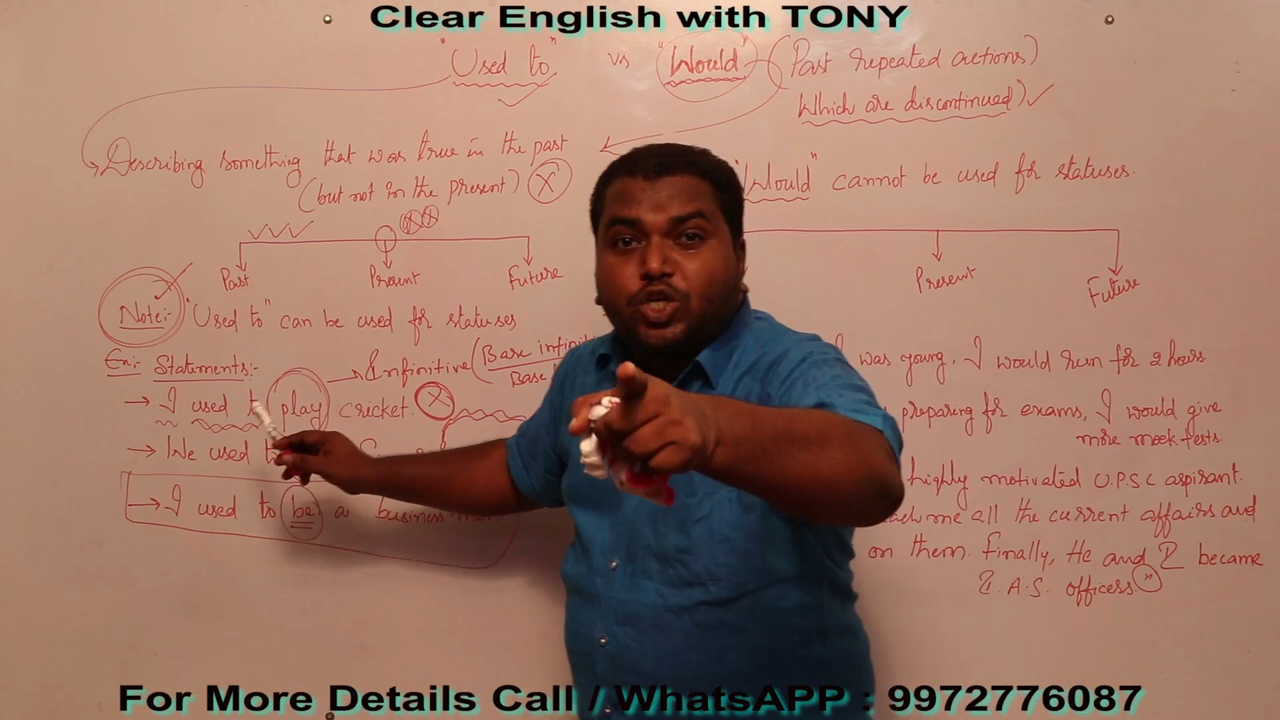 Clear English with TONY
"Used to" vs "Would" (Past repeated actions)
Which are discontinued)
Describing something that was true in the past
(but not in the present) X
"Would" cannot be used for statuses.
Past Present Future
Present Future
Note:- "Used to" can be used for statuses
Ex:- Statements:-
Infinitive (Base infini
Base
I was young, I would run for 2 hours
→ I used to play cricket. X
preparing for exams, I would give
more mock tests.
→ We used t
highly motivated U.P.S.C aspirant.
→ I used to be a business
me all the current affairs and
on them. Finally, He and I became
I.A.S. officers."
For More Details Call / WhatsAPP : 9972776087